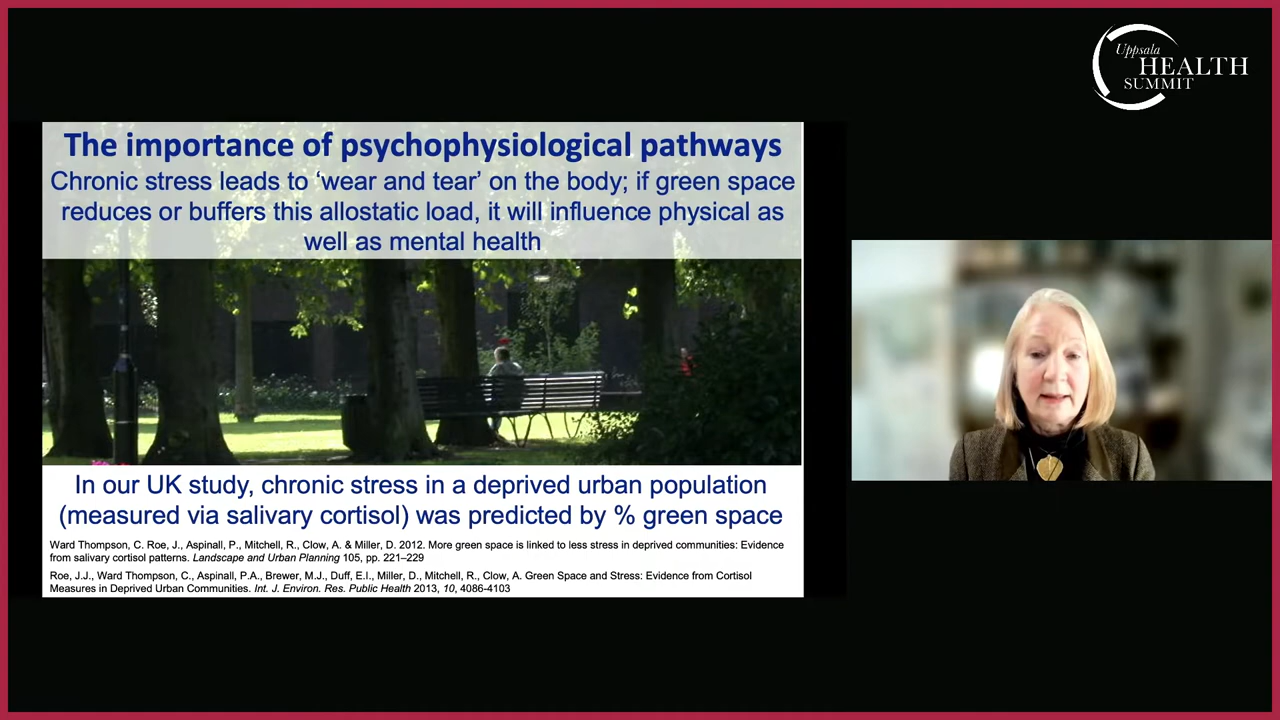 Uppsala
HEALTH
SUMMIT
The importance of psychophysiological pathways
Chronic stress leads to ‘wear and tear’ on the body; if green space
reduces or buffers this allostatic load, it will influence physical as
well as mental health
In our UK study, chronic stress in a deprived urban population
(measured via salivary cortisol) was predicted by % green space
Ward Thompson, C. Roe, J., Aspinall, P., Mitchell, R., Clow, A. & Miller, D. 2012. More green space is linked to less stress in deprived communities: Evidence
from salivary cortisol patterns. Landscape and Urban Planning 105, pp. 221–229
Roe, J.J., Ward Thompson, C., Aspinall, P.A., Brewer, M.J., Duff, E.I., Miller, D., Mitchell, R., Clow, A. Green Space and Stress: Evidence from Cortisol
Measures in Deprived Urban Communities. Int. J. Environ. Res. Public Health 2013, 10, 4086-4103